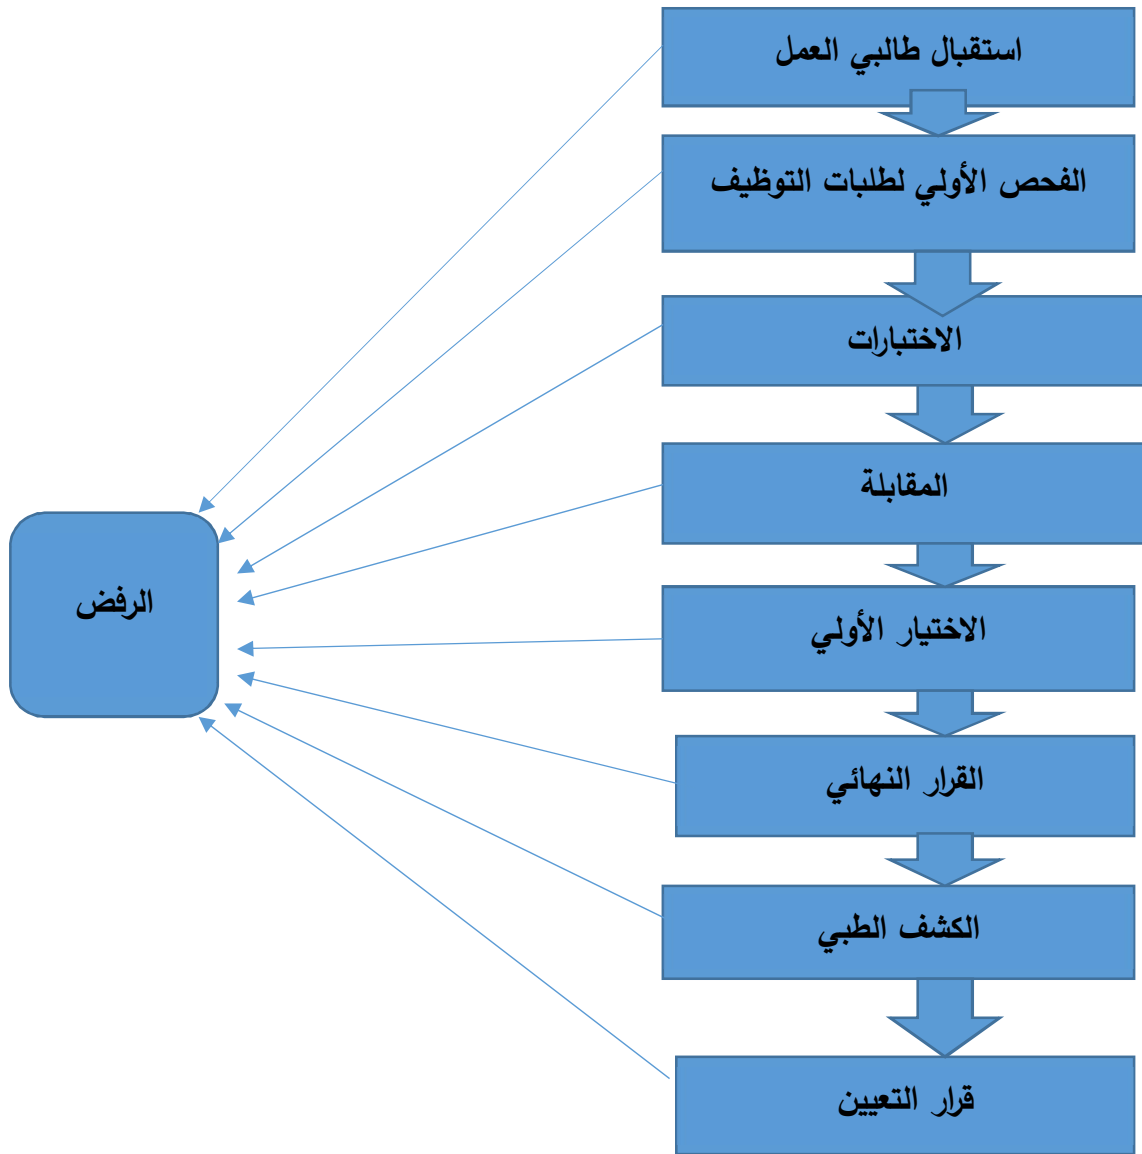 استقبال طالبي العمل
الفحص الأولي لطلبات التوظيف
الاختبارات
المقابلة
الرفض
الاختيار الأولي
القرار النهائي
الكشف الطبي
قرار التعيين